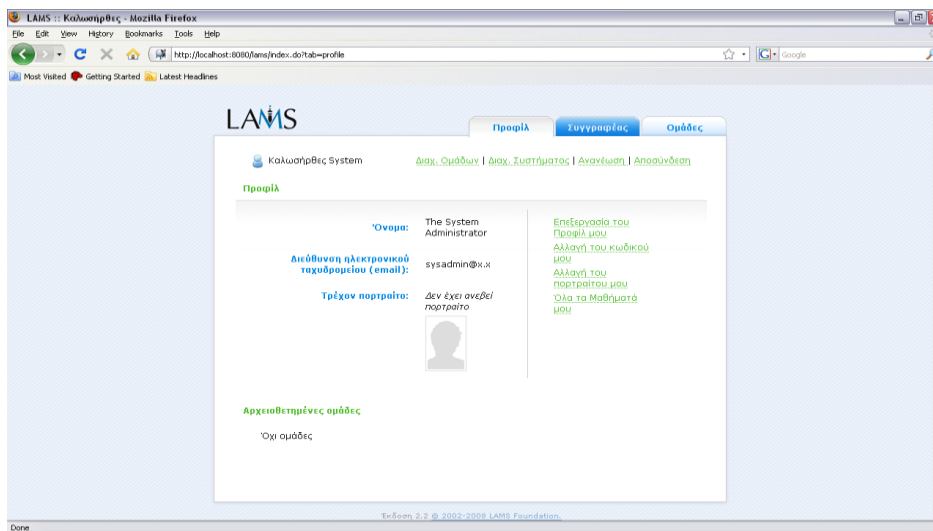 LAMS :: Καλωσήρθες - Mozilla Firefox
File Edit View History Bookmarks Tools Help
http://localhost:8080/lams/index.do?tab=profile
Google
Most Visited Getting Started Latest Headlines
LAMS
Προφίλ Συγγραφέας Ομάδες
Καλωσήρθες System Διαχ. Ομάδων | Διαχ. Συστήματος | Ανανέωση | Αποσύνδεση
Προφίλ
Όνομα: The System
Administrator
Διεύθυνση ηλεκτρονικού
ταχυδρομείου (email): sysadmin@x.x
Τρέχον πορτραίτο: Δεν έχει ανεβεί
πορτραίτο
Επεξεργασία του
Προφίλ μου
Αλλαγή του κωδικού
μου
Αλλαγή του
πορτραίτου μου
Όλα τα Μαθήματά
μου
Αρχειοθετημένες ομάδες
Όχι ομάδες
Έκδοση 2.2 © 2002-2008 LAMS Foundation.
Done